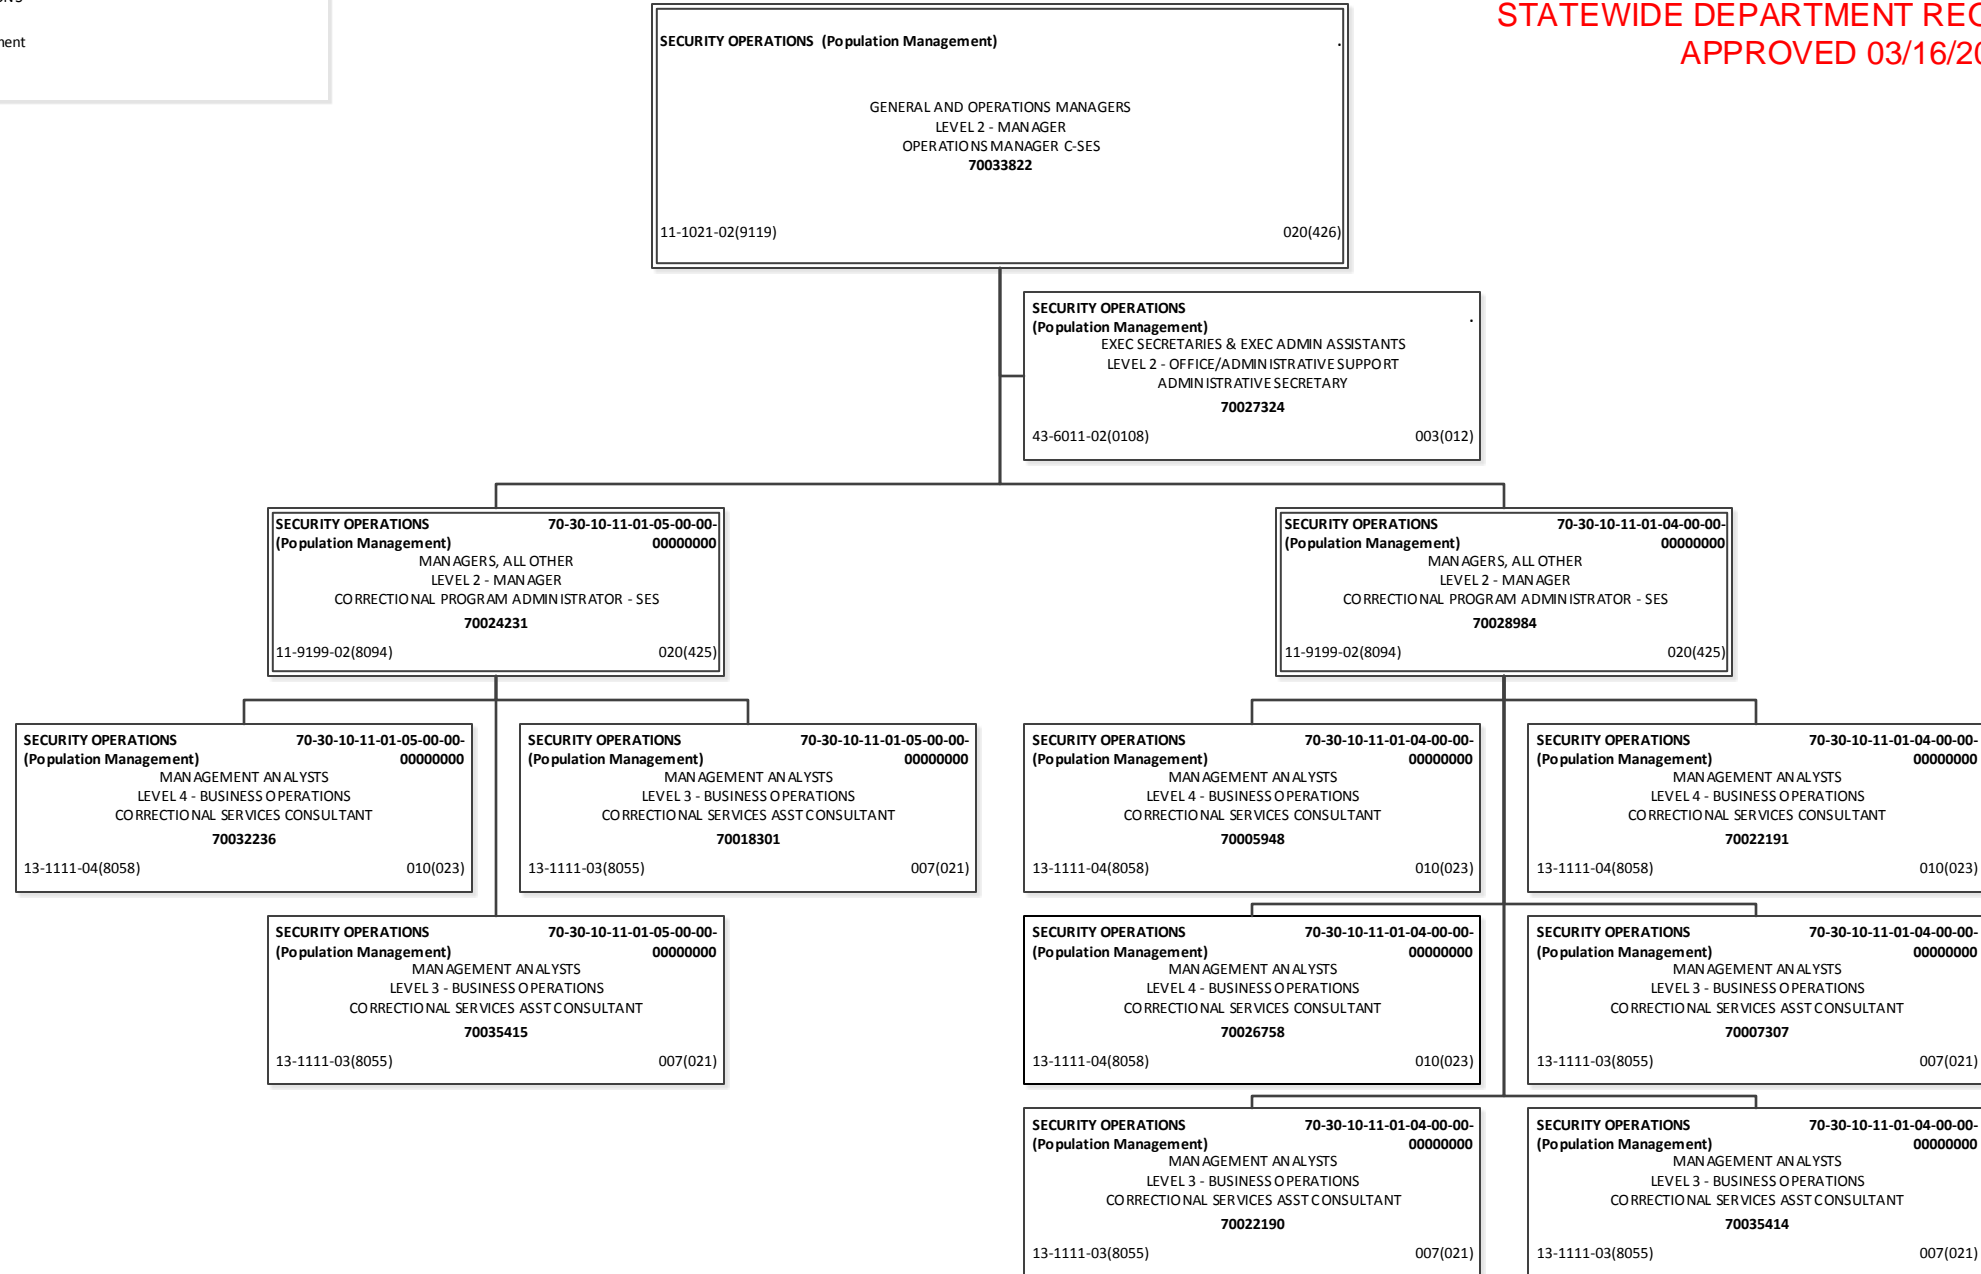 ment
STATEWIDE DEPARTMENT
APPROVED 03/16/20
SECURITY OPERATIONS (Population Management) .
GENERAL AND OPERATIONS MANAGERS
LEVEL 2 - MANAGER
OPERATIONS MANAGER C-SES
70033822
11-1021-02(9119) 020(426)
SECURITY OPERATIONS
(Population Management) .
EXEC SECRETARIES & EXEC ADMIN ASSISTANTS
LEVEL 2 - OFFICE/ADMINISTRATIVE SUPPORT
ADMINISTRATIVE SECRETARY
70027324
43-6011-02(0108) 003(012)
SECURITY OPERATIONS 70-30-10-11-01-05-00-00-
(Population Management) 00000000
MANAGERS, ALL OTHER
LEVEL 2 - MANAGER
CORRECTIONAL PROGRAM ADMINISTRATOR - SES
70024231
11-9199-02(8094) 020(425)
SECURITY OPERATIONS 70-30-10-11-01-04-00-00-
(Population Management) 00000000
MANAGERS, ALL OTHER
LEVEL 2 - MANAGER
CORRECTIONAL PROGRAM ADMINISTRATOR - SES
70028984
11-9199-02(8094) 020(425)
SECURITY OPERATIONS 70-30-10-11-01-05-00-00-
(Population Management) 00000000
MANAGEMENT ANALYSTS
LEVEL 4 - BUSINESS OPERATIONS
CORRECTIONAL SERVICES CONSULTANT
70032236
13-1111-04(8058) 010(023)
SECURITY OPERATIONS 70-30-10-11-01-05-00-00-
(Population Management) 00000000
MANAGEMENT ANALYSTS
LEVEL 3 - BUSINESS OPERATIONS
CORRECTIONAL SERVICES ASST CONSULTANT
70018301
13-1111-03(8055) 007(021)
SECURITY OPERATIONS 70-30-10-11-01-04-00-00-
(Population Management) 00000000
MANAGEMENT ANALYSTS
LEVEL 4 - BUSINESS OPERATIONS
CORRECTIONAL SERVICES CONSULTANT
70005948
13-1111-04(8058) 010(023)
SECURITY OPERATIONS 70-30-10-11-01-04-00-00-
(Population Management) 00000000
MANAGEMENT ANALYSTS
LEVEL 4 - BUSINESS OPERATIONS
CORRECTIONAL SERVICES CONSULTANT
70022191
13-1111-04(8058) 010(023)
SECURITY OPERATIONS 70-30-10-11-01-05-00-00-
(Population Management) 00000000
MANAGEMENT ANALYSTS
LEVEL 3 - BUSINESS OPERATIONS
CORRECTIONAL SERVICES ASST CONSULTANT
70035415
13-1111-03(8055) 007(021)
SECURITY OPERATIONS 70-30-10-11-01-04-00-00-
(Population Management) 00000000
MANAGEMENT ANALYSTS
LEVEL 4 - BUSINESS OPERATIONS
CORRECTIONAL SERVICES CONSULTANT
70026758
13-1111-04(8058) 010(023)
SECURITY OPERATIONS 70-30-10-11-01-04-00-00-
(Population Management) 00000000
MANAGEMENT ANALYSTS
LEVEL 3 - BUSINESS OPERATIONS
CORRECTIONAL SERVICES ASST CONSULTANT
70007307
13-1111-03(8055) 007(021)
SECURITY OPERATIONS 70-30-10-11-01-04-00-00-
(Population Management) 00000000
MANAGEMENT ANALYSTS
LEVEL 3 - BUSINESS OPERATIONS
CORRECTIONAL SERVICES ASST CONSULTANT
70022190
13-1111-03(8055) 007(021)
SECURITY OPERATIONS 70-30-10-11-01-04-00-00-
(Population Management) 00000000
MANAGEMENT ANALYSTS
LEVEL 3 - BUSINESS OPERATIONS
CORRECTIONAL SERVICES ASST CONSULTANT
70035414
13-1111-03(8055) 007(021)